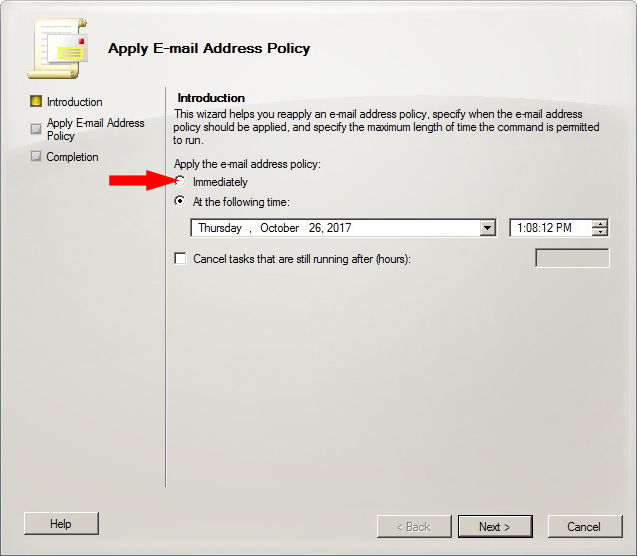 Apply E-mail Address Policy
Introduction
Apply E-mail Address
Policy
Completion
Introduction
This wizard helps you reapply an e-mail address policy, specify when the e-mail address
policy should be applied, and specify the maximum length of time the command is permitted
to run.
Apply the e-mail address policy:
Immediately
At the following time:
Thursday , October 26, 2017
1:08:12 PM
Cancel tasks that are still running after (hours):
Help
< Back
Next >
Cancel